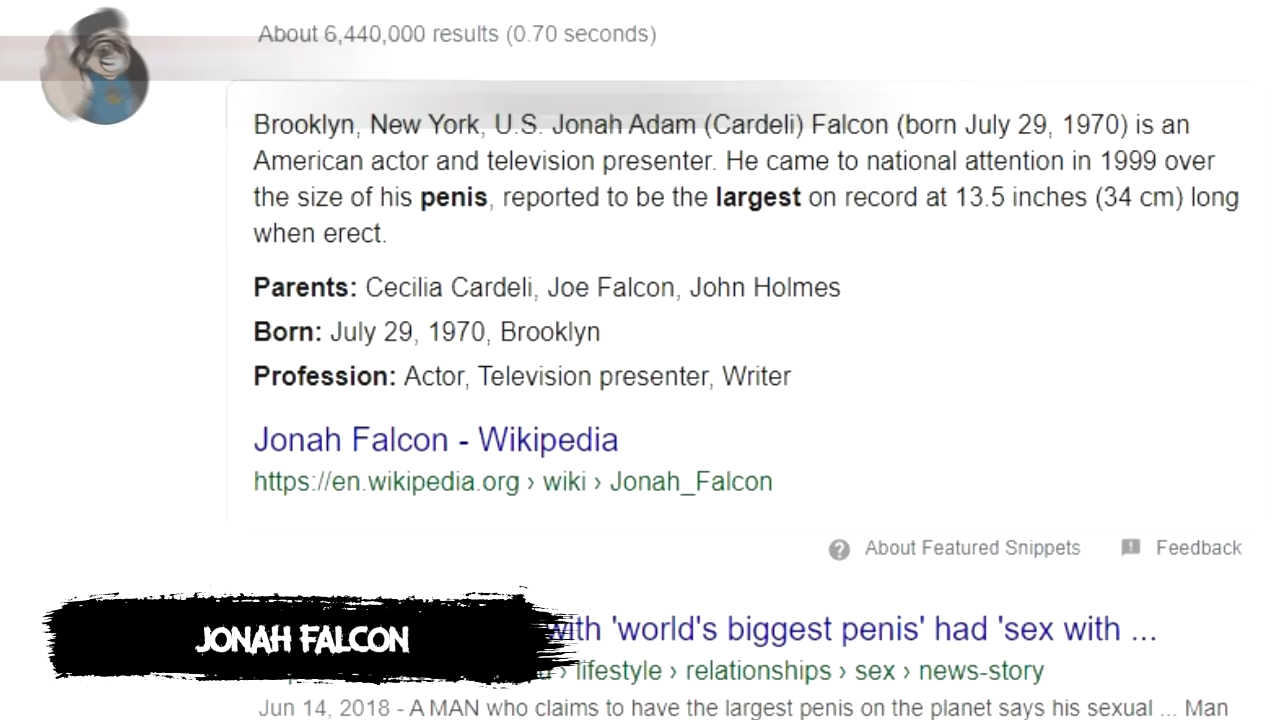 About 6,440,000 results (0.70 seconds)
Brooklyn, New York, U.S. Jonah Adam (Cardeli) Falcon (born July 29, 1970) is an
American actor and television presenter. He came to national attention in 1999 over
the size of his penis, reported to be the largest on record at 13.5 inches (34 cm) long
when erect.
Parents: Cecilia Cardeli, Joe Falcon, John Holmes
Born: July 29, 1970, Brooklyn
Profession: Actor, Television presenter, Writer
Jonah Falcon - Wikipedia
https://en.wikipedia.org › wiki › Jonah_Falcon
About Featured Snippets Feedback
with 'world's biggest penis' had 'sex with ...
› lifestyle › relationships › sex › news-story
JONAH FALCON
Jun 14, 2018 - A MAN who claims to have the largest penis on the planet says his sexual ... Man